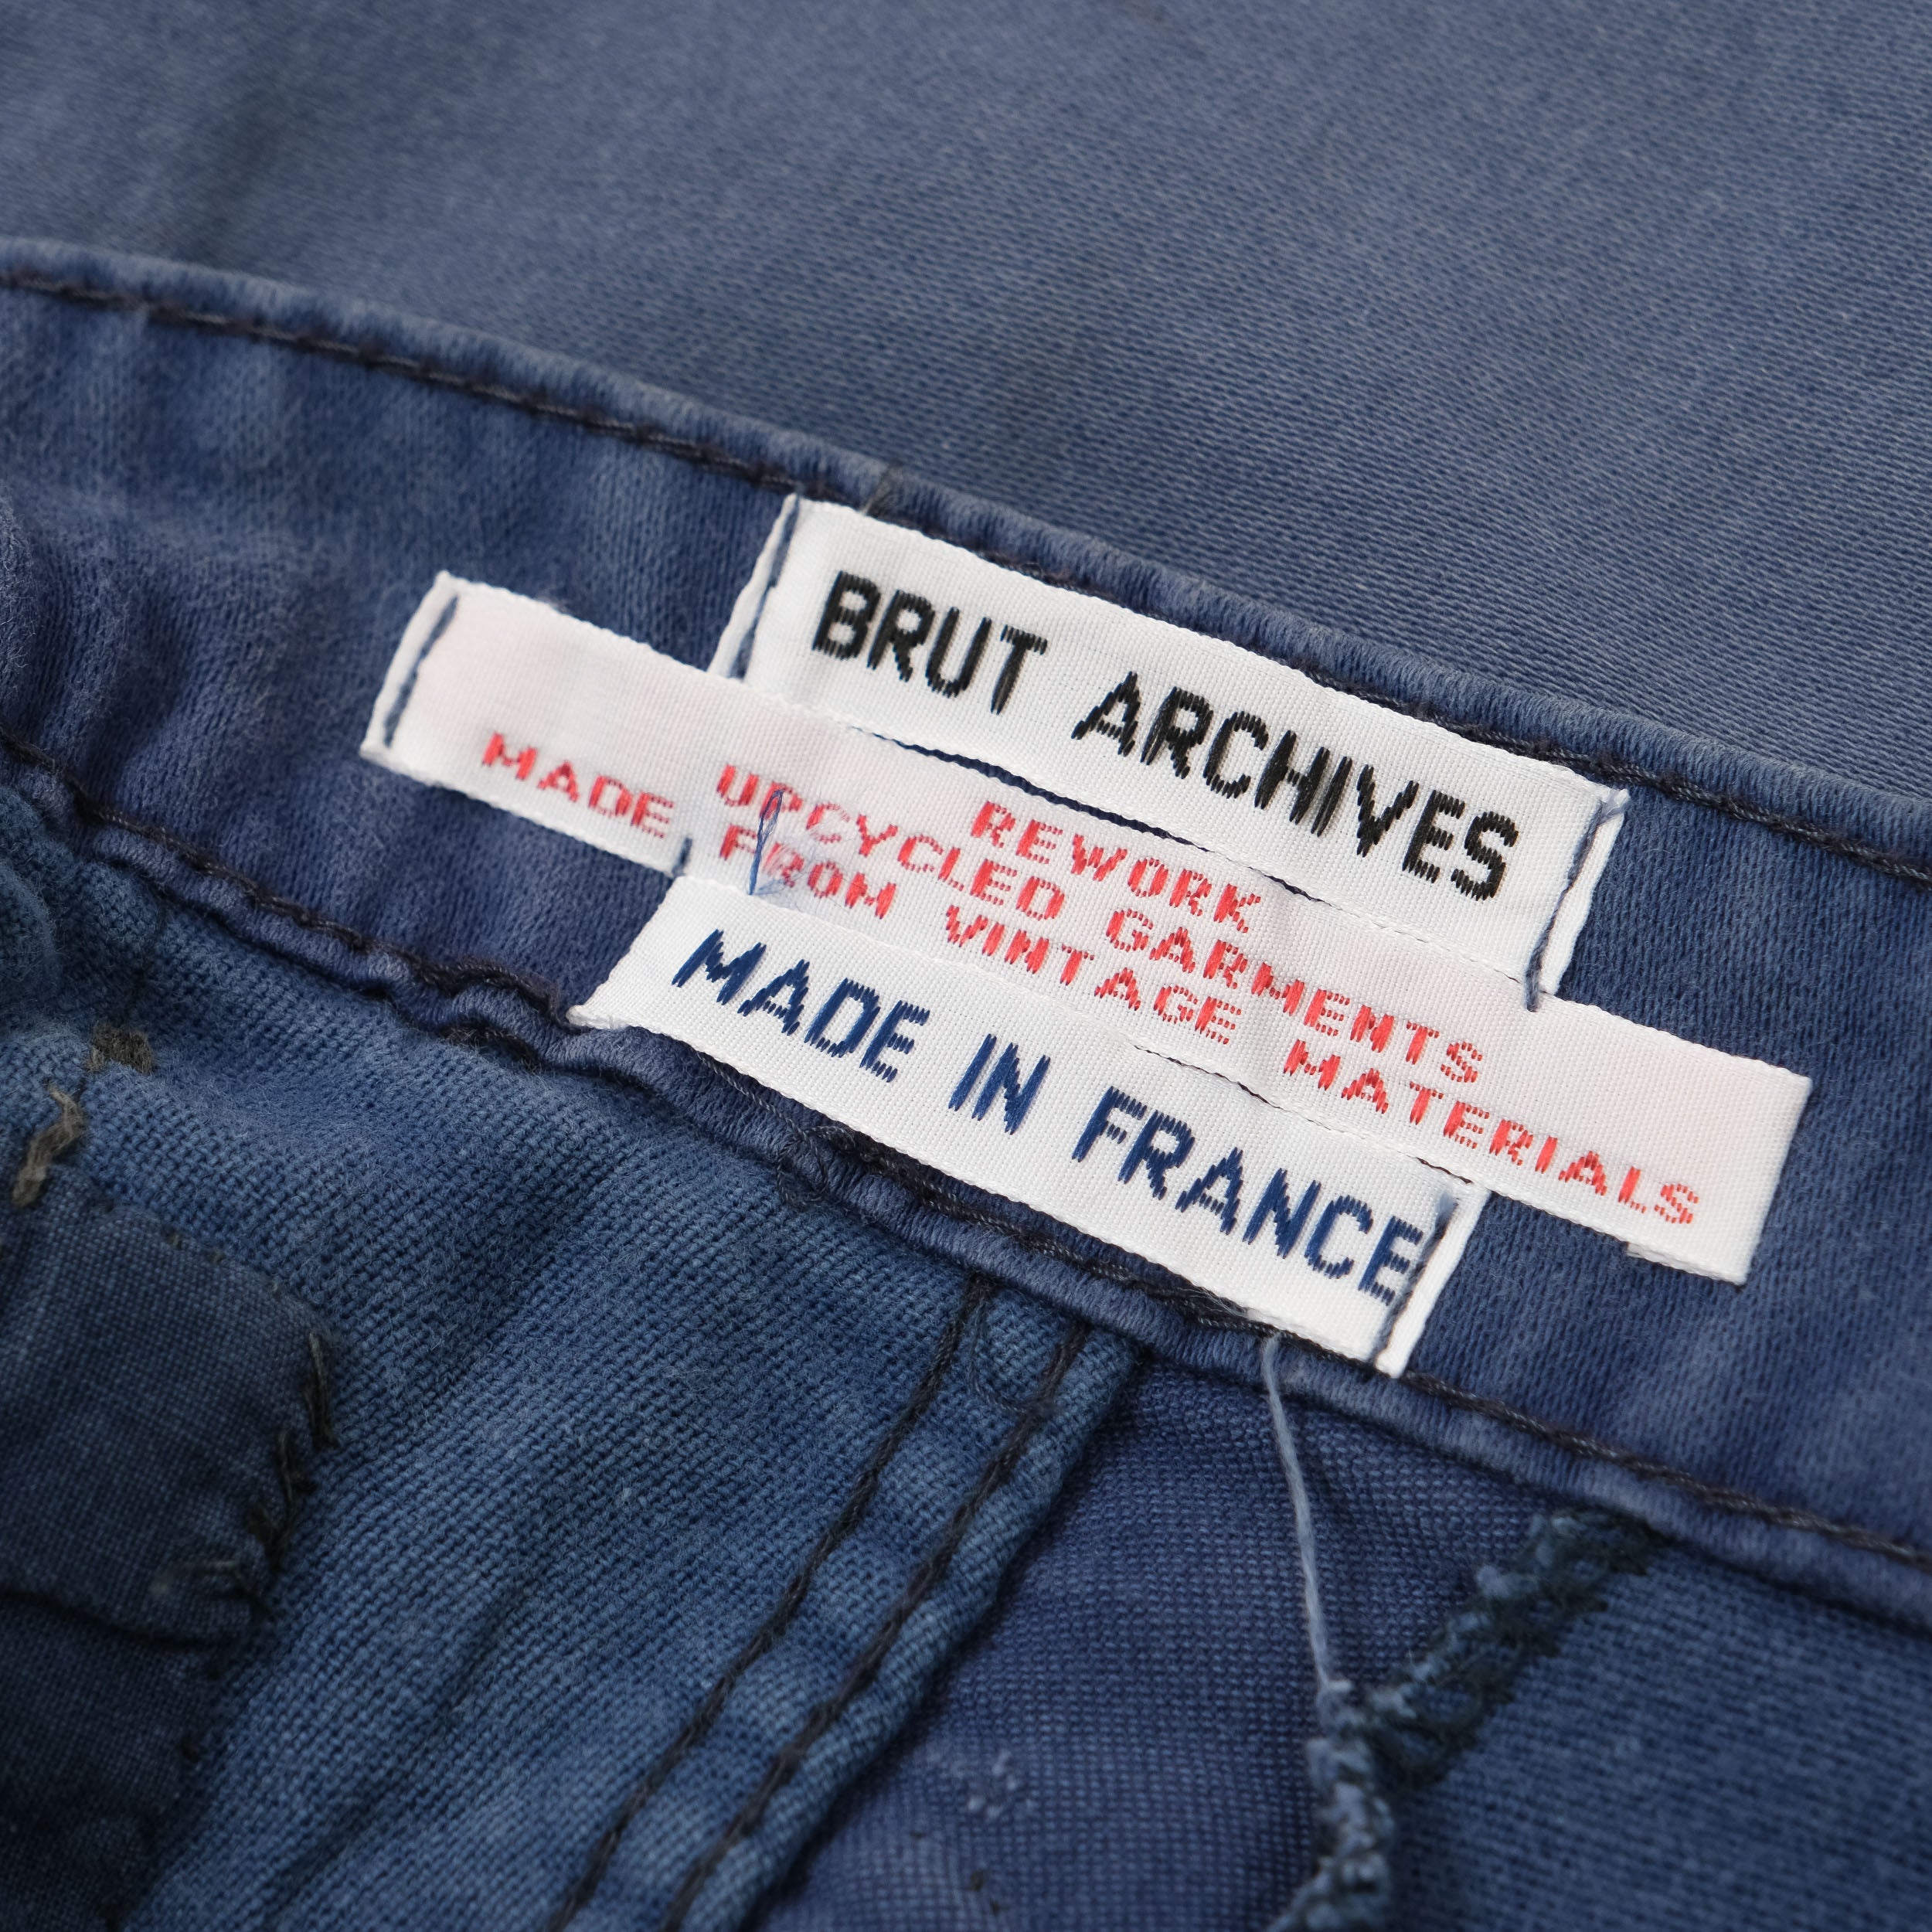 BRUT ARCHIVES
REWORK
UPCYCLED GARMENTS
MADE FROM VINTAGE MATERIALS
MADE IN FRANCE